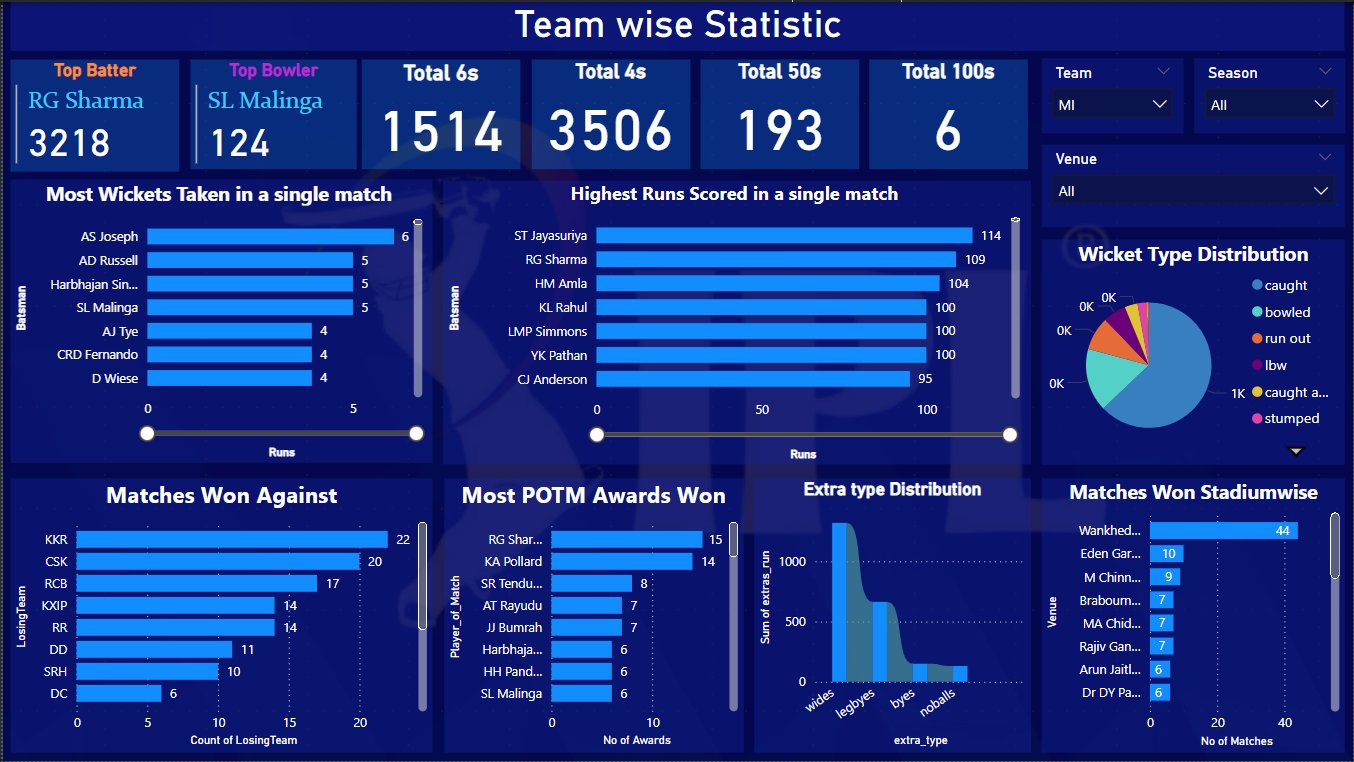 Team wise Statistic
Top Batter
RG Sharma
3218
Top Bowler
SL Malinga
124
Total 6s
1514
Total 4s
3506
Total 50s
193
Total 100s
6
Team
MI
Season
All
Venue
All
Most Wickets Taken in a single match
Batsman
AS Joseph 6
AD Russell 5
Harbhajan Sin... 5
SL Malinga 5
AJ Tye 4
CRD Fernando 4
D Wiese 4
0 5
Runs
Highest Runs Scored in a single match
Batsman
ST Jayasuriya 114
RG Sharma 109
HM Amla 104
KL Rahul 100
LMP Simmons 100
YK Pathan 100
CJ Anderson 95
0 50 100
Runs
Wicket Type Distribution
0K
0K
0K
0K
1K
caught
bowled
run out
lbw
caught a...
stumped
Matches Won Against
LosingTeam
KKR 22
CSK 20
RCB 17
KXIP 14
RR 14
DD 11
SRH 10
DC 6
0 5 10 15 20
Count of LosingTeam
Most POTM Awards Won
Player_of_Match
RG Shar... 15
KA Pollard 14
SR Tendu... 8
AT Rayudu 7
JJ Bumrah 7
Harbhaja... 6
HH Pand... 6
SL Malinga 6
0 10
No of Awards
Extra type Distribution
Sum of extras_run
1000
500
0
wides legbyes byes noballs
extra_type
Matches Won Stadiumwise
Venue
Wankhed... 44
Eden Gar... 10
M Chinn... 9
Brabourn... 7
MA Chid... 7
Rajiv Gan... 7
Arun Jaitl... 6
Dr DY Pa... 6
0 20 40
No of Matches
IPL
®